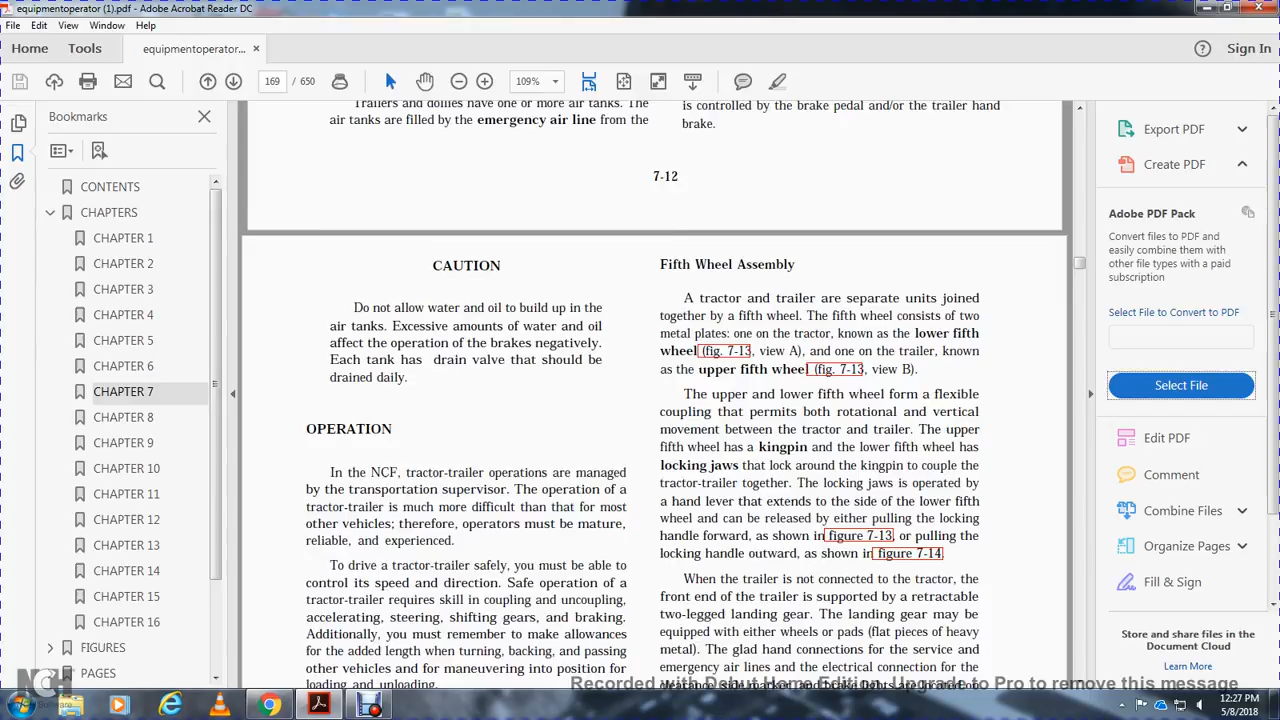 equipmentoperator (1).pdf - Adobe Acrobat Reader DC
File Edit View Window Help
Home Tools equipmentoperator... × Sign In
169 / 650 109%
Bookmarks
CONTENTS
CHAPTERS
CHAPTER 1
CHAPTER 2
CHAPTER 3
CHAPTER 4
CHAPTER 5
CHAPTER 6
CHAPTER 7
CHAPTER 8
CHAPTER 9
CHAPTER 10
CHAPTER 11
CHAPTER 12
CHAPTER 13
CHAPTER 14
CHAPTER 15
CHAPTER 16
FIGURES
PAGES
Trailers and dollies have one or more air tanks. The
air tanks are filled by the emergency air line from the
is controlled by the brake pedal and/or the trailer hand
brake.
7-12
CAUTION
Do not allow water and oil to build up in the
air tanks. Excessive amounts of water and oil
affect the operation of the brakes negatively.
Each tank has drain valve that should be
drained daily.
OPERATION
In the NCF, tractor-trailer operations are managed
by the transportation supervisor. The operation of a
tractor-trailer is much more difficult than that for most
other vehicles; therefore, operators must be mature,
reliable, and experienced.
To drive a tractor-trailer safely, you must be able to
control its speed and direction. Safe operation of a
tractor-trailer requires skill in coupling and uncoupling,
accelerating, steering, shifting gears, and braking.
Additionally, you must remember to make allowances
for the added length when turning, backing, and passing
other vehicles and for maneuvering into position for
loading and unloading.
Fifth Wheel Assembly
A tractor and trailer are separate units joined
together by a fifth wheel. The fifth wheel consists of two
metal plates: one on the tractor, known as the lower fifth
wheel (fig. 7-13, view A), and one on the trailer, known
as the upper fifth wheel (fig. 7-13, view B).
The upper and lower fifth wheel form a flexible
coupling that permits both rotational and vertical
movement between the tractor and trailer. The upper
fifth wheel has a kingpin and the lower fifth wheel has
locking jaws that lock around the kingpin to couple the
tractor-trailer together. The locking jaws is operated by
a hand lever that extends to the side of the lower fifth
wheel and can be released by either pulling the locking
handle forward, as shown in figure 7-13, or pulling the
locking handle outward, as shown in figure 7-14.
When the trailer is not connected to the tractor, the
front end of the trailer is supported by a retractable
two-legged landing gear. The landing gear may be
equipped with either wheels or pads (flat pieces of heavy
metal). The glad hand connections for the service and
emergency air lines and the electrical connection for the
Export PDF
Create PDF
Adobe PDF Pack
Convert files to PDF and
easily combine them with
other file types with a paid
subscription
Select File to Convert to PDF
Select File
Edit PDF
Comment
Combine Files
Organize Pages
Fill & Sign
Store and share files in the
Document Cloud
Learn More
Recorded with Debut Home Edition. Upgrade to Pro to remove this message
NCH
Software
12:27 PM
5/8/2018